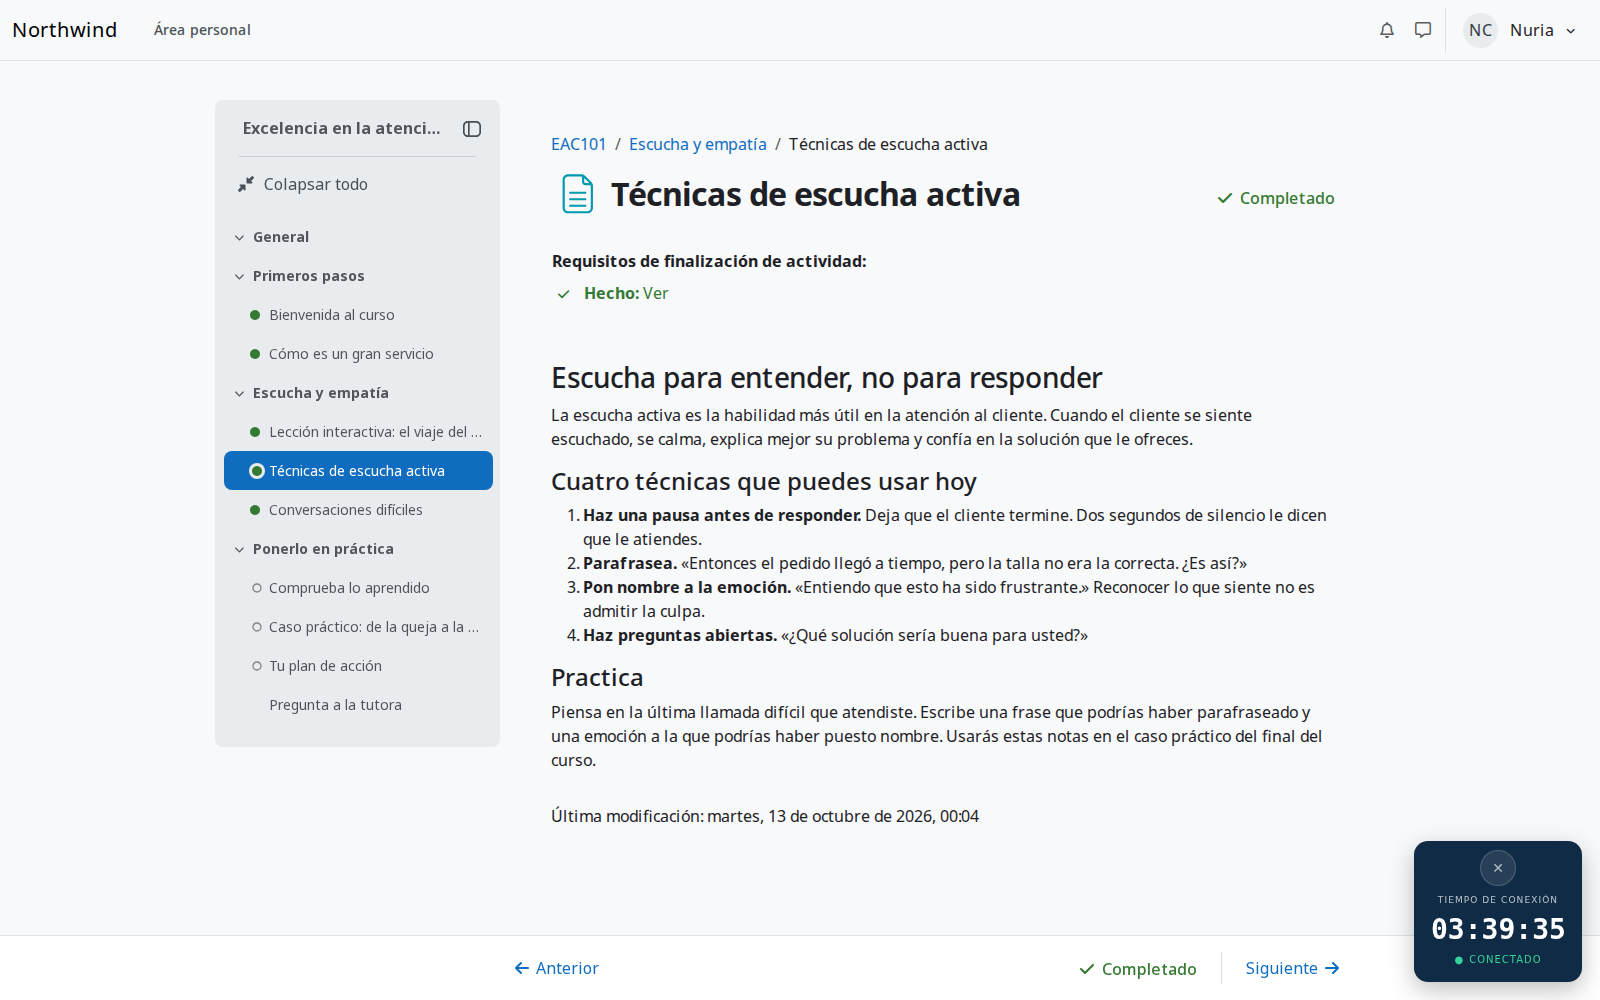 Northwind
Área personal
NC
Nuria
Excelencia en la atenci...
Colapsar todo
General
Primeros pasos
Bienvenida al curso
Cómo es un gran servicio
Escucha y empatía
Lección interactiva: el viaje del ...
Técnicas de escucha activa
Conversaciones difíciles
Ponerlo en práctica
Comprueba lo aprendido
Caso práctico: de la queja a la ...
Tu plan de acción
Pregunta a la tutora
EAC101 / Escucha y empatía / Técnicas de escucha activa
Técnicas de escucha activa
Completado
Requisitos de finalización de actividad:
Hecho: Ver
Escucha para entender, no para responder
La escucha activa es la habilidad más útil en la atención al cliente. Cuando el cliente se siente
escuchado, se calma, explica mejor su problema y confía en la solución que le ofreces.
Cuatro técnicas que puedes usar hoy
1. Haz una pausa antes de responder. Deja que el cliente termine. Dos segundos de silencio le dicen
que le atiendes.
2. Parafrasea. «Entonces el pedido llegó a tiempo, pero la talla no era la correcta. ¿Es así?»
3. Pon nombre a la emoción. «Entiendo que esto ha sido frustrante.» Reconocer lo que siente no es
admitir la culpa.
4. Haz preguntas abiertas. «¿Qué solución sería buena para usted?»
Practica
Piensa en la última llamada difícil que atendiste. Escribe una frase que podrías haber parafraseado y
una emoción a la que podrías haber puesto nombre. Usarás estas notas en el caso práctico del final del
curso.
Última modificación: martes, 13 de octubre de 2026, 00:04
Anterior
Completado
Siguiente
TIEMPO DE CONEXIÓN
03:39:35
CONECTADO